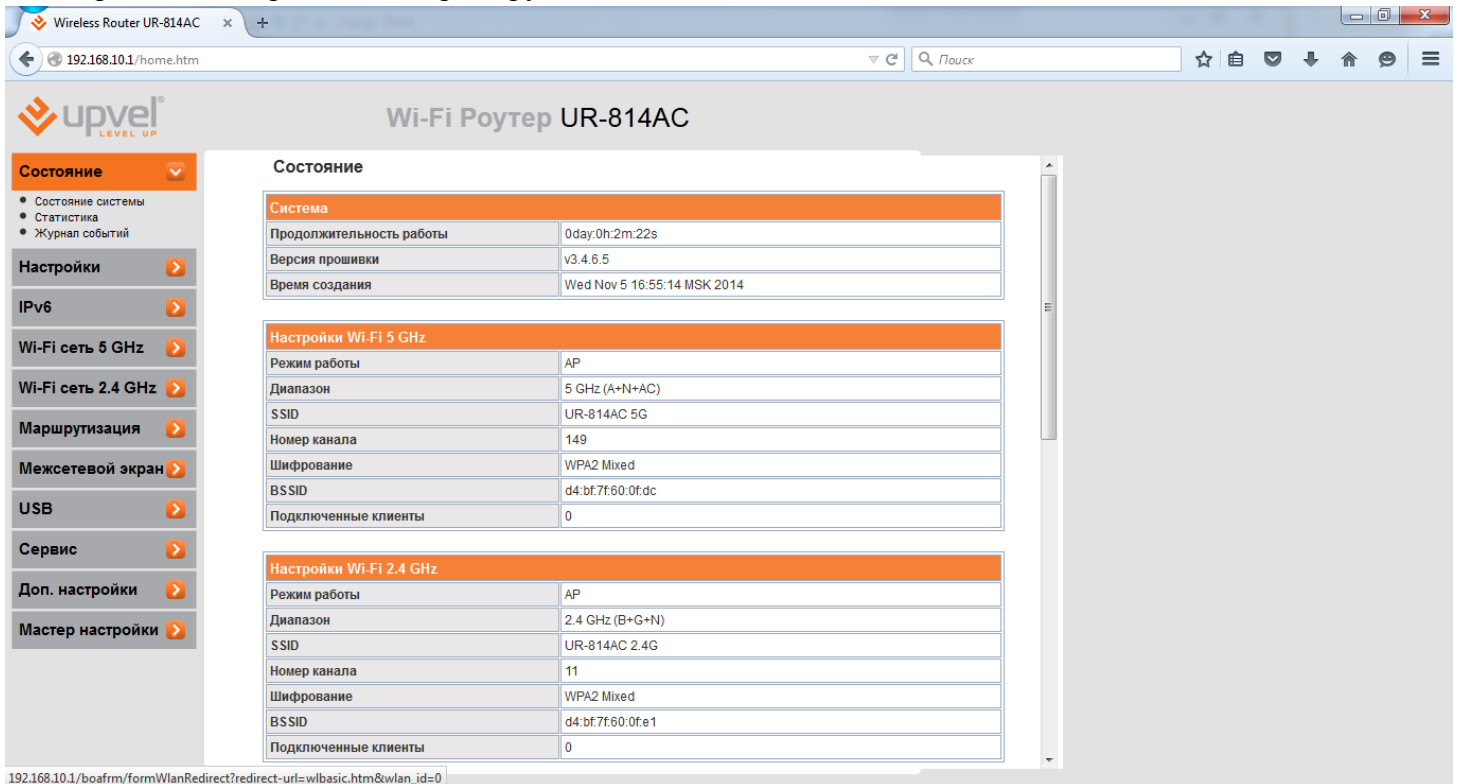 Wireless Router UR-814AC × +
192.168.10.1/home.htm Поиск
upvel®
LEVEL UP
Wi-Fi Роутер UR-814AC
Состояние
Состояние системы
Статистика
Журнал событий
Настройки
IPv6
Wi-Fi сеть 5 GHz
Wi-Fi сеть 2.4 GHz
Маршрутизация
Межсетевой экран
USB
Сервис
Доп. настройки
Мастер настройки
Состояние
Система
Продолжительность работы 0day:0h:2m:22s
Версия прошивки v3.4.6.5
Время создания Wed Nov 5 16:55:14 MSK 2014
Настройки Wi-Fi 5 GHz
Режим работы AP
Диапазон 5 GHz (A+N+AC)
SSID UR-814AC 5G
Номер канала 149
Шифрование WPA2 Mixed
BSSID d4:bf:7f:60:0f:dc
Подключенные клиенты 0
Настройки Wi-Fi 2.4 GHz
Режим работы AP
Диапазон 2.4 GHz (B+G+N)
SSID UR-814AC 2.4G
Номер канала 11
Шифрование WPA2 Mixed
BSSID d4:bf:7f:60:0f:e1
Подключенные клиенты 0
192.168.10.1/boafrm/formWlanRedirect?redirect-url=wlbasic.htm&wlan_id=0